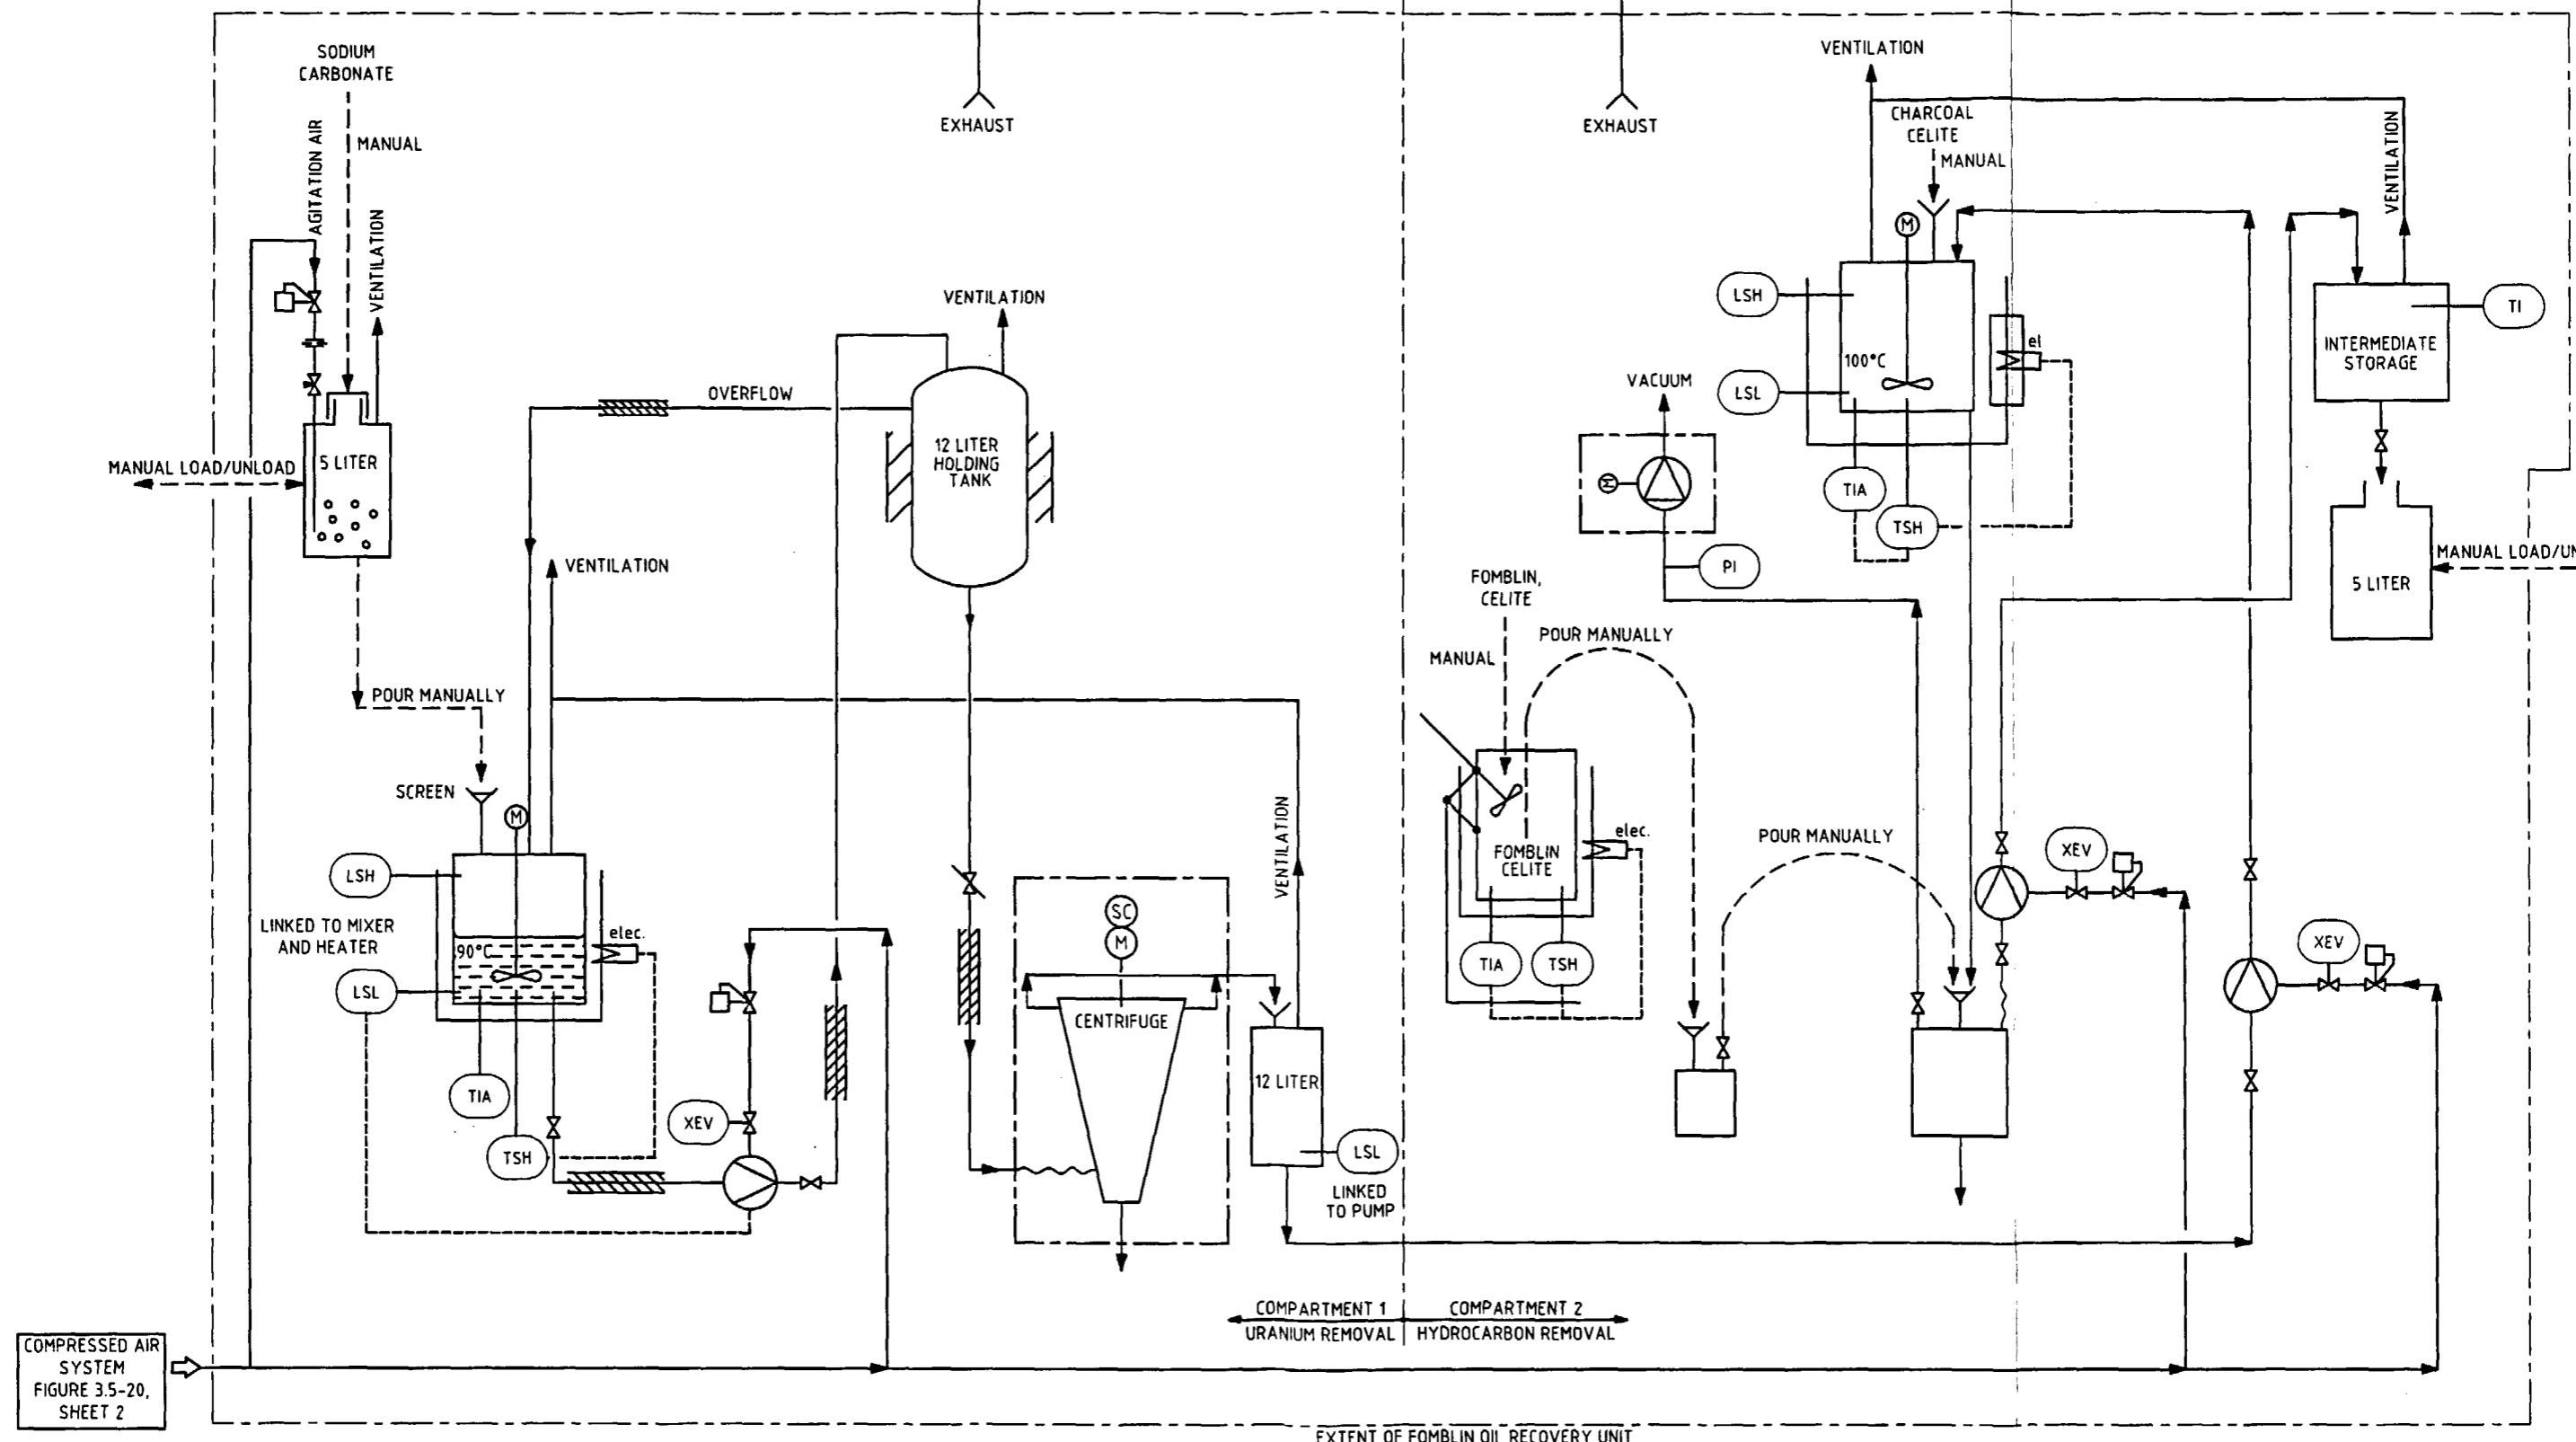 SODIUM
CARBONATE
MANUAL
AGITATION AIR
VENTILATION
MANUAL LOAD/UNLOAD
5 LITER
POUR MANUALLY
SCREEN
M
LSH
LINKED TO MIXER
AND HEATER
LSL
90°C
elec.
TIA
TSH
XEV
OVERFLOW
VENTILATION
VENTILATION
12 LITER
HOLDING
TANK
EXHAUST
SC
M
CENTRIFUGE
VENTILATION
12 LITER
LSL
LINKED
TO PUMP
COMPARTMENT 1
URANIUM REMOVAL
COMPARTMENT 2
HYDROCARBON REMOVAL
EXHAUST
VENTILATION
CHARCOAL
CELITE
MANUAL
M
LSH
LSL
100°C
el
TIA
TSH
VACUUM
M
PI
FOMBLIN,
CELITE
MANUAL
POUR MANUALLY
FOMBLIN
CELITE
elec.
TIA
TSH
POUR MANUALLY
XEV
XEV
VENTILATION
TI
INTERMEDIATE
STORAGE
5 LITER
MANUAL LOAD/UN
COMPRESSED AIR
SYSTEM
FIGURE 3.5-20,
SHEET 2
EXTENT OF FOMBLIN OIL RECOVERY UNIT